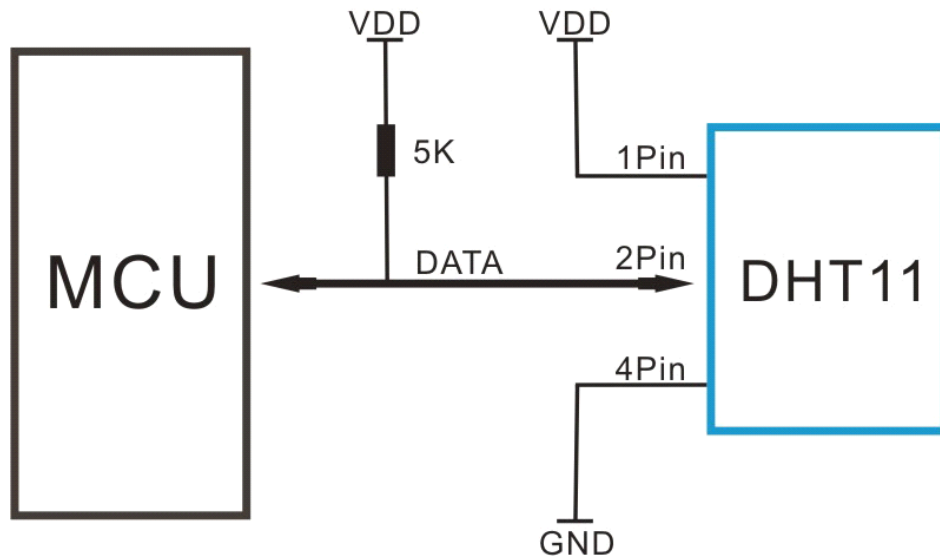 VDD
VDD
5K
1Pin
MCU
DATA
2Pin
DHT11
4Pin
GND